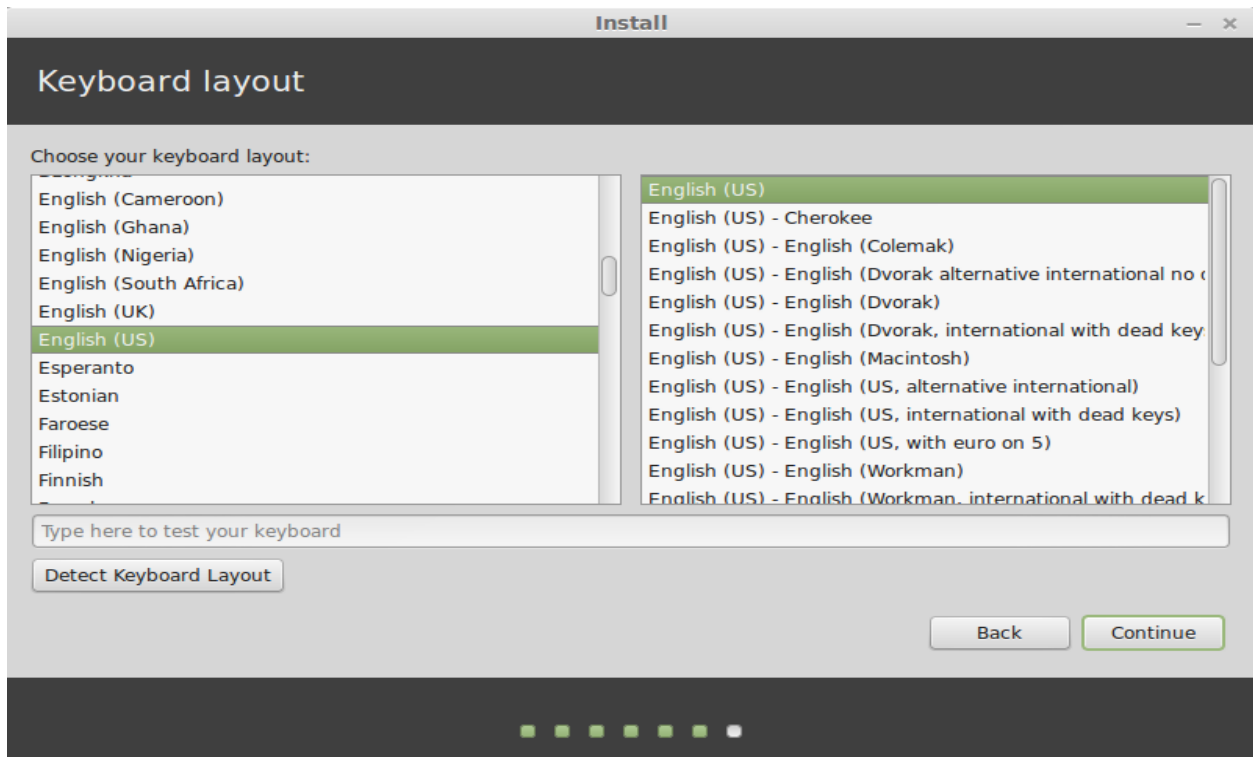 Install
Keyboard layout
Choose your keyboard layout:
English (Cameroon)
English (Ghana)
English (Nigeria)
English (South Africa)
English (UK)
English (US)
Esperanto
Estonian
Faroese
Filipino
Finnish
English (US)
English (US) - Cherokee
English (US) - English (Colemak)
English (US) - English (Dvorak alternative international no
English (US) - English (Dvorak)
English (US) - English (Dvorak, international with dead key
English (US) - English (Macintosh)
English (US) - English (US, alternative international)
English (US) - English (US, international with dead keys)
English (US) - English (US, with euro on 5)
English (US) - English (Workman)
English (US) - English (Workman, international with dead k
Type here to test your keyboard
Detect Keyboard Layout
Back
Continue